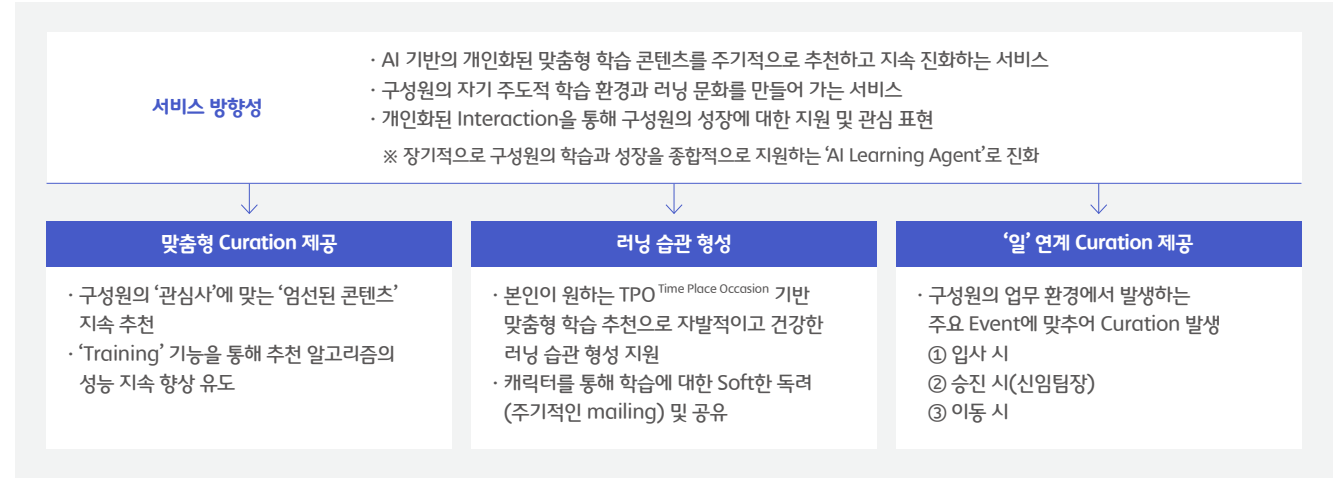 서비스 방향성
· AI 기반의 개인화된 맞춤형 학습 콘텐츠를 주기적으로 추천하고 지속 진화하는 서비스
· 구성원의 자기 주도적 학습 환경과 러닝 문화를 만들어 가는 서비스
· 개인화된 Interaction을 통해 구성원의 성장에 대한 지원 및 관심 표현
※ 장기적으로 구성원의 학습과 성장을 종합적으로 지원하는 ‘AI Learning Agent’로 진화
맞춤형 Curation 제공
· 구성원의 ‘관심사’에 맞는 ‘엄선된 콘텐츠’
지속 추천
· ‘Training’ 기능을 통해 추천 알고리즘의
성능 지속 향상 유도
러닝 습관 형성
· 본인이 원하는 TPO Time Place Occasion 기반
맞춤형 학습 추천으로 자발적이고 건강한
러닝 습관 형성 지원
· 캐릭터를 통해 학습에 대한 Soft한 독려
(주기적인 mailing) 및 공유
‘일’ 연계 Curation 제공
· 구성원의 업무 환경에서 발생하는
주요 Event에 맞추어 Curation 발생
① 입사 시
② 승진 시(신임팀장)
③ 이동 시